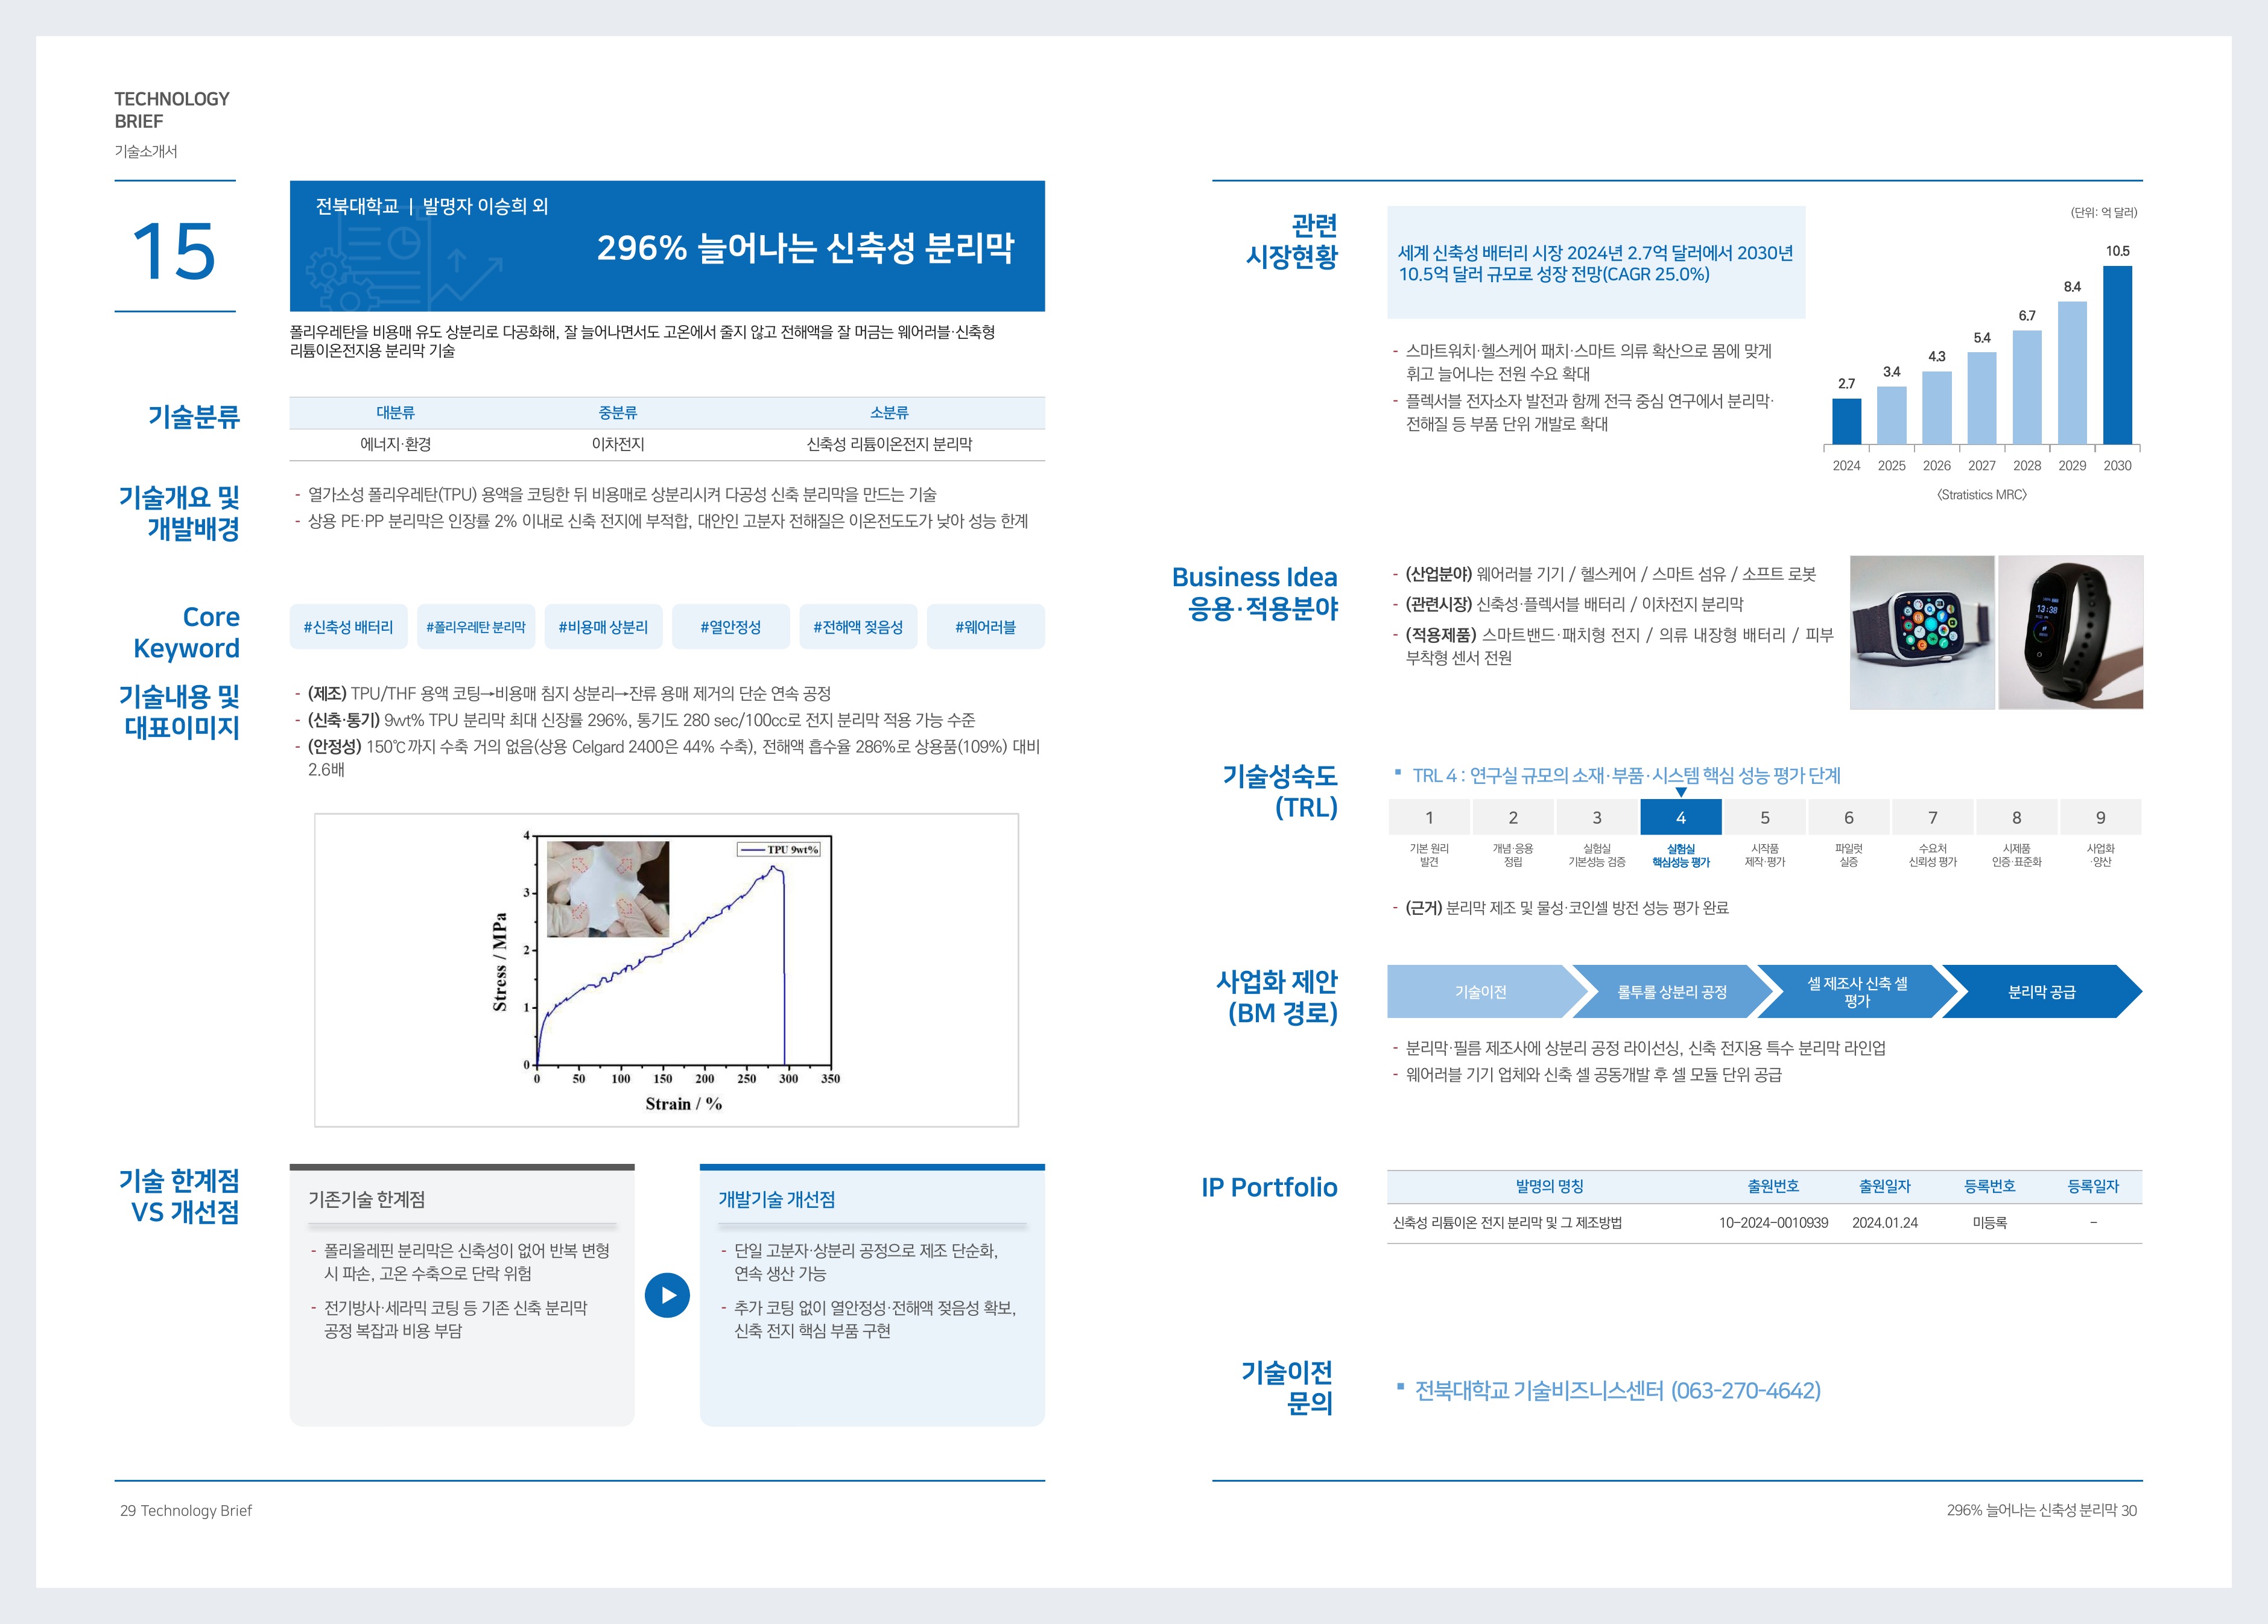 TECHNOLOGY
BRIEF
기술소개서
15
전북대학교 | 발명자 이승희 외
296% 늘어나는 신축성 분리막
폴리우레탄을 비용매 유도 상분리로 다공화해, 잘 늘어나면서도 고온에서 줄지 않고 전해액을 잘 머금는 웨어러블·신축형
리튬이온전지용 분리막 기술
기술분류
대분류 중분류 소분류
에너지·환경 이차전지 신축성 리튬이온전지 분리막
기술개요 및
개발배경
- 열가소성 폴리우레탄(TPU) 용액을 코팅한 뒤 비용매로 상분리시켜 다공성 신축 분리막을 만드는 기술
- 상용 PE·PP 분리막은 인장률 2% 이내로 신축 전지에 부적합, 대안인 고분자 전해질은 이온전도도가 낮아 성능 한계
Core
Keyword
#신축성 배터리 #폴리우레탄 분리막 #비용매 상분리 #열안정성 #전해액 젖음성 #웨어러블
기술내용 및
대표이미지
- (제조) TPU/THF 용액 코팅→비용매 침지 상분리→잔류 용매 제거의 단순 연속 공정
- (신축·통기) 9wt% TPU 분리막 최대 신장률 296%, 통기도 280 sec/100cc로 전지 분리막 적용 가능 수준
- (안정성) 150℃까지 수축 거의 없음(상용 Celgard 2400은 44% 수축), 전해액 흡수율 286%로 상용품(109%) 대비
2.6배
TPU 9wt%
Stress / MPa
4
3
2
1
0
0 50 100 150 200 250 300 350
Strain / %
기술 한계점
VS 개선점
기존기술 한계점
- 폴리올레핀 분리막은 신축성이 없어 반복 변형
시 파손, 고온 수축으로 단락 위험
- 전기방사·세라믹 코팅 등 기존 신축 분리막
공정 복잡과 비용 부담
개발기술 개선점
- 단일 고분자·상분리 공정으로 제조 단순화,
연속 생산 가능
- 추가 코팅 없이 열안정성·전해액 젖음성 확보,
신축 전지 핵심 부품 구현
29 Technology Brief
관련
시장현황
세계 신축성 배터리 시장 2024년 2.7억 달러에서 2030년
10.5억 달러 규모로 성장 전망(CAGR 25.0%)
- 스마트워치·헬스케어 패치·스마트 의류 확산으로 몸에 맞게
휘고 늘어나는 전원 수요 확대
- 플렉서블 전자소자 발전과 함께 전극 중심 연구에서 분리막·
전해질 등 부품 단위 개발로 확대
(단위: 억 달러)
2.7 3.4 4.3 5.4 6.7 8.4 10.5
2024 2025 2026 2027 2028 2029 2030
〈Stratistics MRC〉
Business Idea
응용·적용분야
- (산업분야) 웨어러블 기기 / 헬스케어 / 스마트 섬유 / 소프트 로봇
- (관련시장) 신축성·플렉서블 배터리 / 이차전지 분리막
- (적용제품) 스마트밴드·패치형 전지 / 의류 내장형 배터리 / 피부
부착형 센서 전원
13:38
기술성숙도
(TRL)
▪ TRL 4 : 연구실 규모의 소재·부품·시스템 핵심 성능 평가 단계
1 2 3 4 5 6 7 8 9
기본 원리 개념·응용 실험실 실험실 시작품 파일럿 수요처 시제품 사업화
발견 정립 기본성능 검증 핵심성능 평가 제작·평가 실증 신뢰성 평가 인증·표준화 ·양산
- (근거) 분리막 제조 및 물성·코인셀 방전 성능 평가 완료
사업화 제안
(BM 경로)
기술이전
롤투롤 상분리 공정
셀 제조사 신축 셀
평가
분리막 공급
- 분리막·필름 제조사에 상분리 공정 라이선싱, 신축 전지용 특수 분리막 라인업
- 웨어러블 기기 업체와 신축 셀 공동개발 후 셀 모듈 단위 공급
IP Portfolio
발명의 명칭 출원번호 출원일자 등록번호 등록일자
신축성 리튬이온 전지 분리막 및 그 제조방법 10-2024-0010939 2024.01.24 미등록 -
기술이전
문의
▪ 전북대학교 기술비즈니스센터 (063-270-4642)
296% 늘어나는 신축성 분리막 30